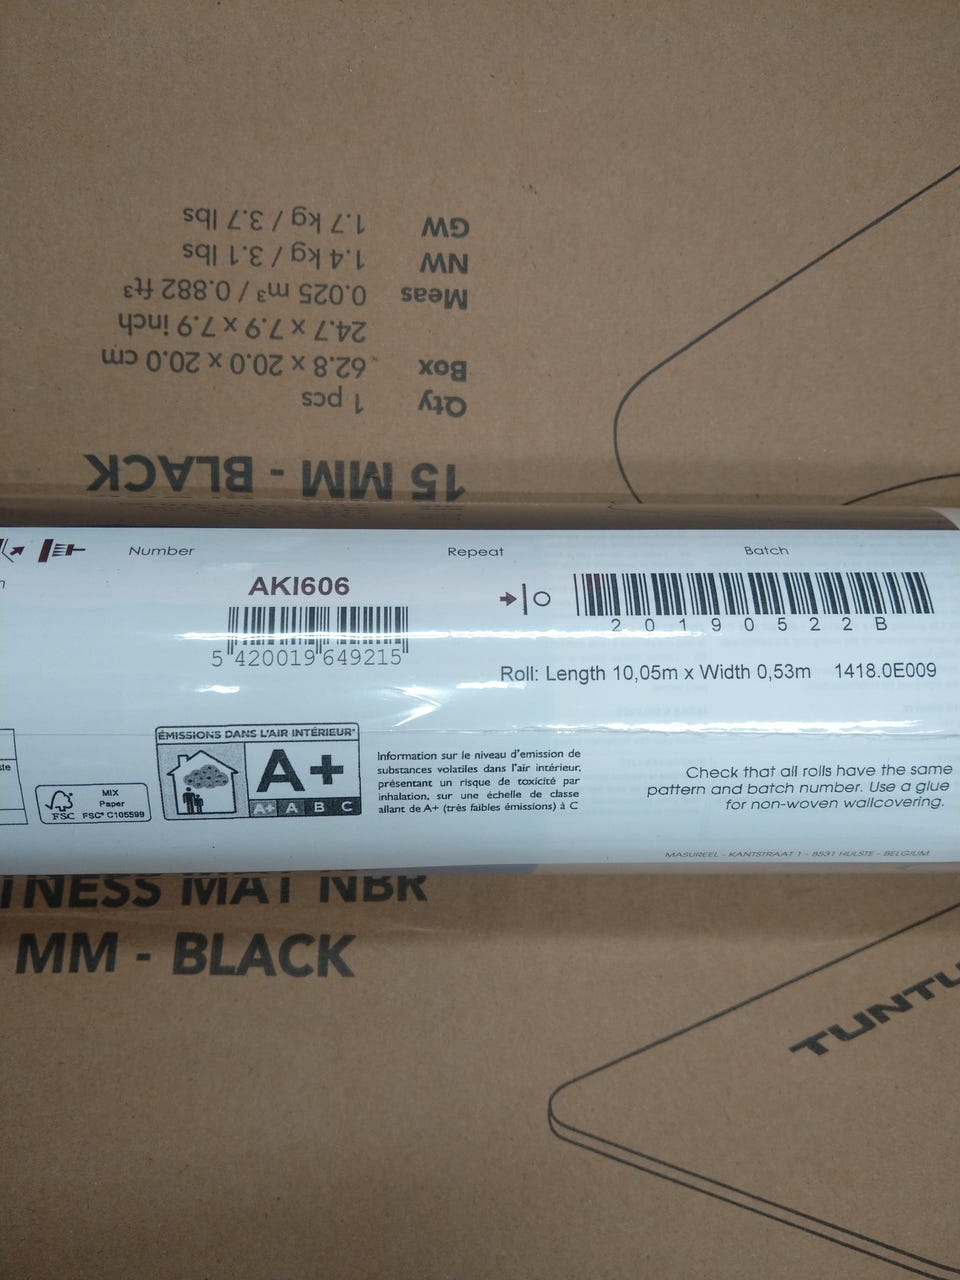 GW 1.7 kg / 3.7 lbs
NW 1.4 kg / 3.1 lbs
Meas 0.025 m³ / 0.882 ft³
24.7 x 7.9 x 7.9 inch
Box 62.8 x 20.0 x 20.0 cm
Qty 1 pcs
15 MM - BLACK
Number
Repeat
Batch
AKI606
5 420019 649215
20190522B
Roll: Length 10,05m x Width 0,53m 1418.0E009
ÉMISSIONS DANS L'AIR INTÉRIEUR*
A+
A+ A B C
MIX
Paper
FSC FSC® C105599
Information sur le niveau d'émission de
substances volatiles dans l'air intérieur,
présentant un risque de toxicité par
inhalation, sur une échelle de classe
allant de A+ (très faibles émissions) à C
Check that all rolls have the same
pattern and batch number. Use a glue
for non-woven wallcovering.
MASUREEL - KANTSTRAAT 1 - 8531 HULSTE - BELGIUM
TNESS MAT NBR
MM - BLACK
TUNTU